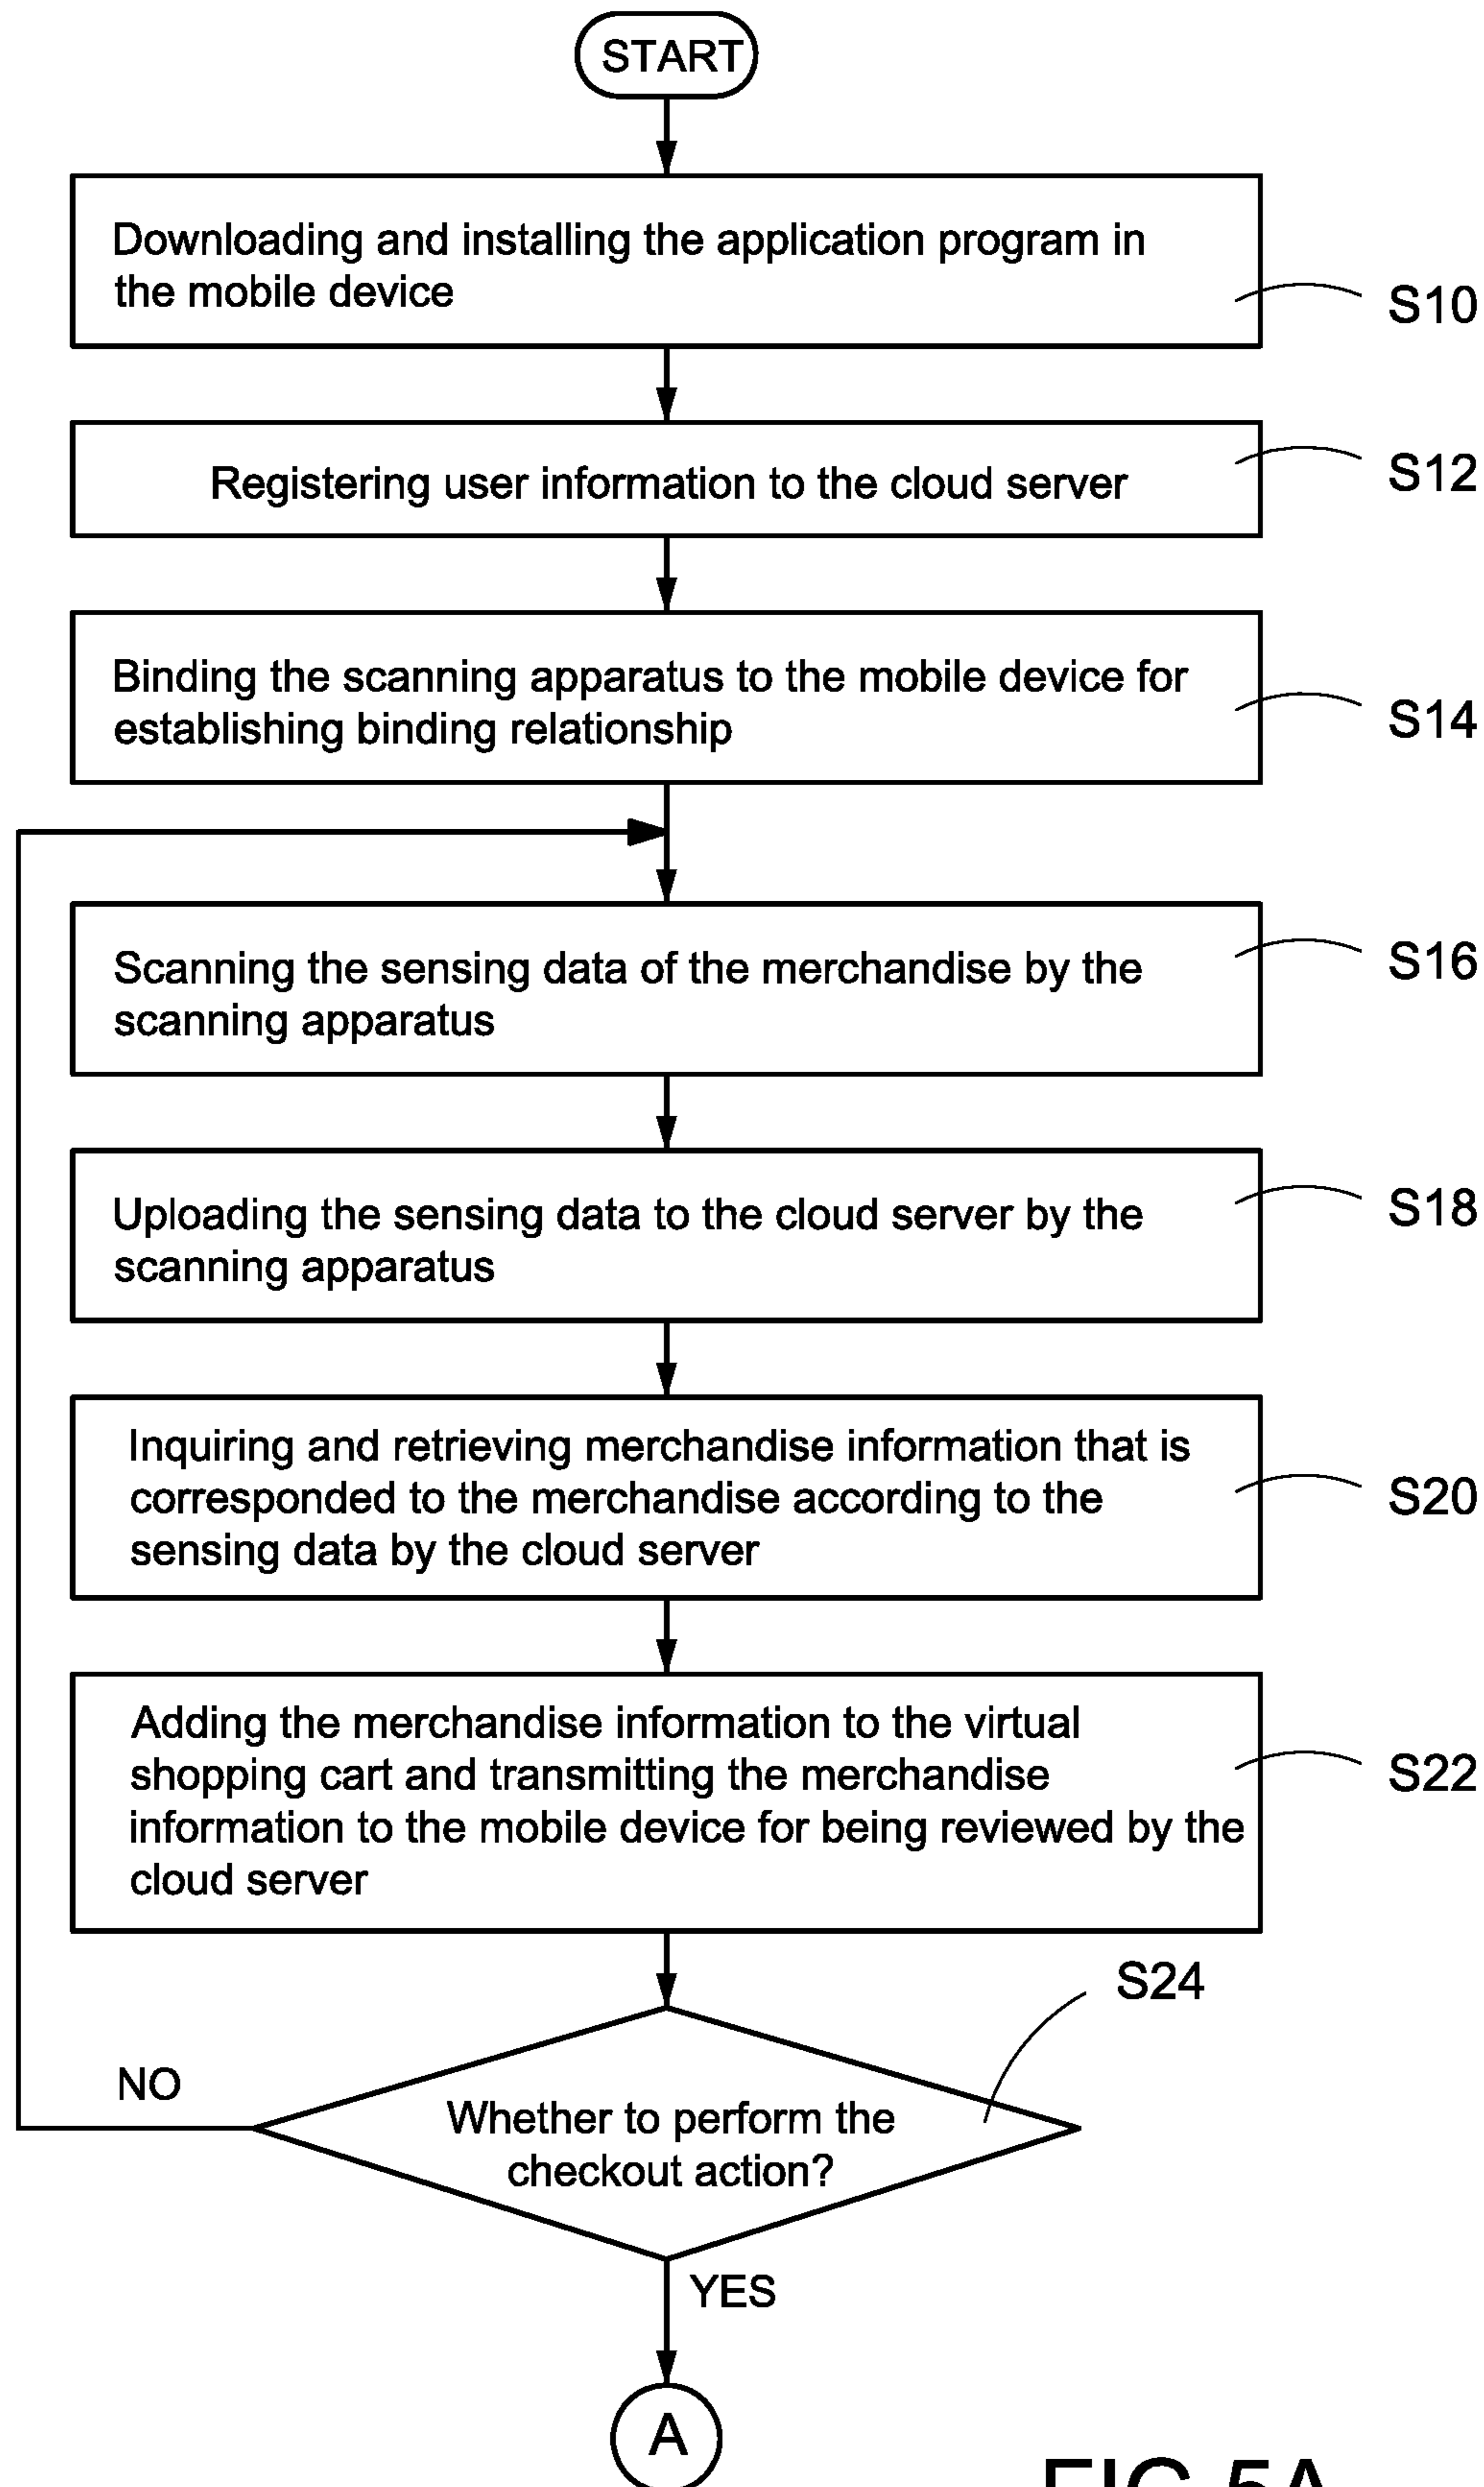 START
Downloading and installing the application program in
the mobile device
S10
Registering user information to the cloud server
S12
Binding the scanning apparatus to the mobile device for
establishing binding relationship
S14
Scanning the sensing data of the merchandise by the
scanning apparatus
S16
Uploading the sensing data to the cloud server by the
scanning apparatus
S18
Inquiring and retrieving merchandise information that is
corresponded to the merchandise according to the
sensing data by the cloud server
S20
Adding the merchandise information to the virtual
shopping cart and transmitting the merchandise
information to the mobile device for being reviewed by the
cloud server
S22
S24
NO
Whether to perform the
checkout action?
YES
A
FIG.5A